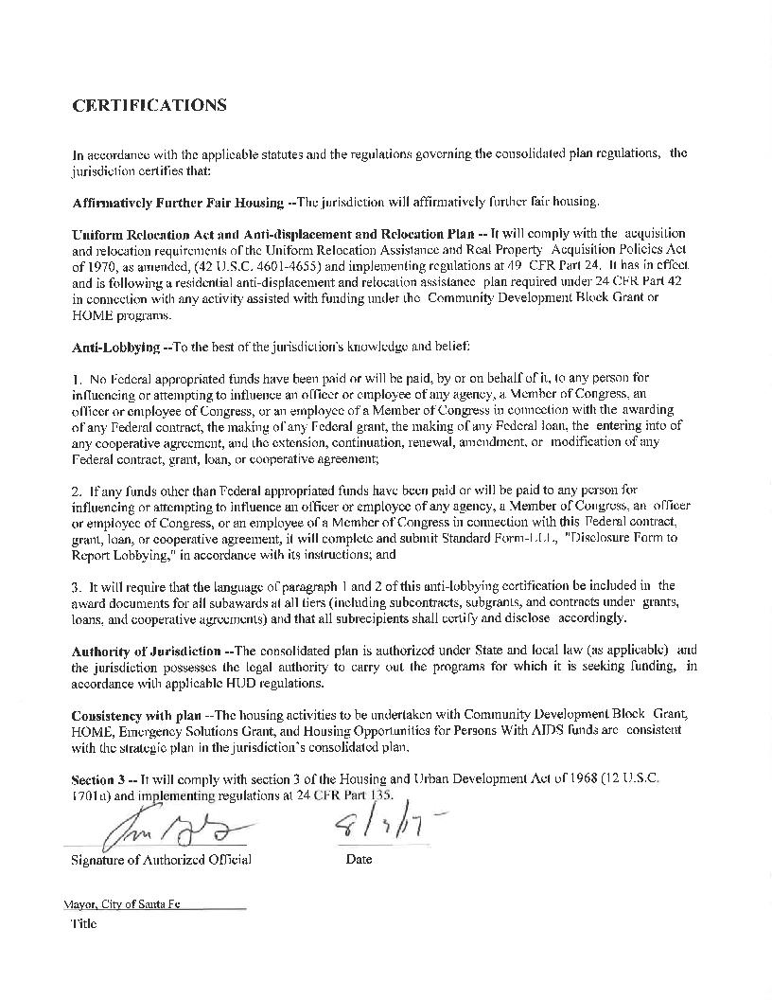 CERTIFICATIONS
In accordance with the applicable statutes and the regulations governing the consolidated plan regulations, the
jurisdiction certifies that:
Affirmatively Further Fair Housing --The jurisdiction will affirmatively further fair housing.
Uniform Relocation Act and Anti-displacement and Relocation Plan -- It will comply with the acquisition
and relocation requirements of the Uniform Relocation Assistance and Real Property Acquisition Policies Act
of 1970, as amended, (42 U.S.C. 4601-4655) and implementing regulations at 49 CFR Part 24. It has in effect
and is following a residential anti-displacement and relocation assistance plan required under 24 CFR Part 42
in connection with any activity assisted with funding under the Community Development Block Grant or
HOME programs.
Anti-Lobbying --To the best of the jurisdiction's knowledge and belief:
1. No Federal appropriated funds have been paid or will be paid, by or on behalf of it, to any person for
influencing or attempting to influence an officer or employee of any agency, a Member of Congress, an
officer or employee of Congress, or an employee of a Member of Congress in connection with the awarding
of any Federal contract, the making of any Federal grant, the making of any Federal loan, the entering into of
any cooperative agreement, and the extension, continuation, renewal, amendment, or modification of any
Federal contract, grant, loan, or cooperative agreement;
2. If any funds other than Federal appropriated funds have been paid or will be paid to any person for
influencing or attempting to influence an officer or employee of any agency, a Member of Congress, an officer
or employee of Congress, or an employee of a Member of Congress in connection with this Federal contract,
grant, loan, or cooperative agreement, it will complete and submit Standard Form-LLL, "Disclosure Form to
Report Lobbying," in accordance with its instructions; and
3. It will require that the language of paragraph 1 and 2 of this anti-lobbying certification be included in the
award documents for all subawards at all tiers (including subcontracts, subgrants, and contracts under grants,
loans, and cooperative agreements) and that all subrecipients shall certify and disclose accordingly.
Authority of Jurisdiction --The consolidated plan is authorized under State and local law (as applicable) and
the jurisdiction possesses the legal authority to carry out the programs for which it is seeking funding, in
accordance with applicable HUD regulations.
Consistency with plan --The housing activities to be undertaken with Community Development Block Grant,
HOME, Emergency Solutions Grant, and Housing Opportunities for Persons With AIDS funds are consistent
with the strategic plan in the jurisdiction's consolidated plan.
Section 3 -- It will comply with section 3 of the Housing and Urban Development Act of 1968 (12 U.S.C.
1701u) and implementing regulations at 24 CFR Part 135.
Signature of Authorized Official Date
Mayor, City of Santa Fe
Title